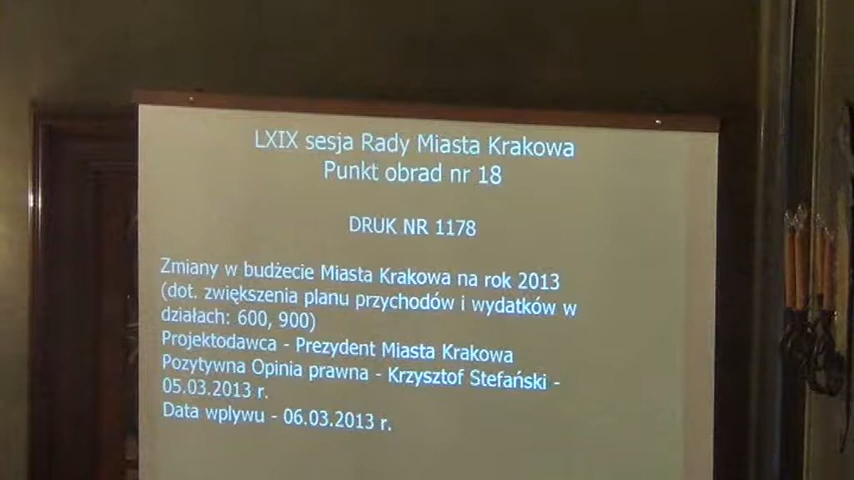 LXIX sesja Rady Miasta Krakowa
Punkt obrad nr 18
DRUK NR 1178
Zmiany w budżecie Miasta Krakowa na rok 2013
(dot. zwiększenia planu przychodów i wydatków w
działach: 600, 900)
Projektodawca - Prezydent Miasta Krakowa
Pozytywna Opinia prawna - Krzysztof Stefański -
05.03.2013 r.
Data wpływu - 06.03.2013 r.